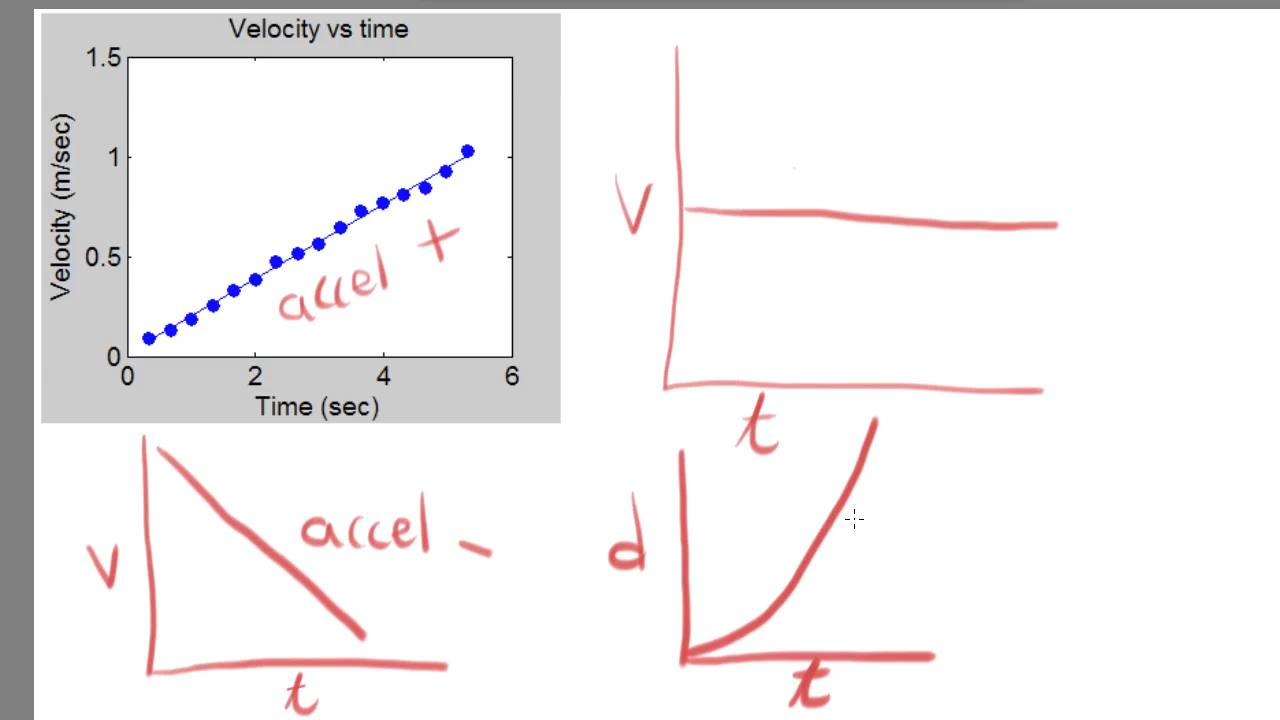 Velocity vs time
1.5
1
0.5
0
Velocity (m/sec)
0 2 4 6
Time (sec)
accel +
V
t
V
accel -
t
d
t